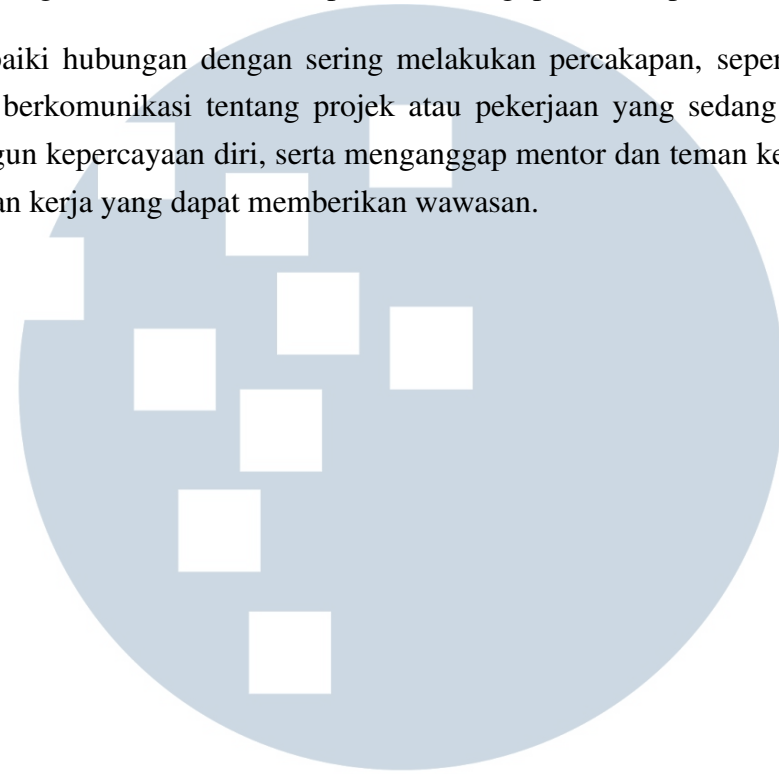 baiki hubungan dengan sering melakukan percakapan, seper
berkomunikasi tentang projek atau pekerjaan yang sedang
gun kepercayaan diri, serta menganggap mentor dan teman ke
an kerja yang dapat memberikan wawasan.